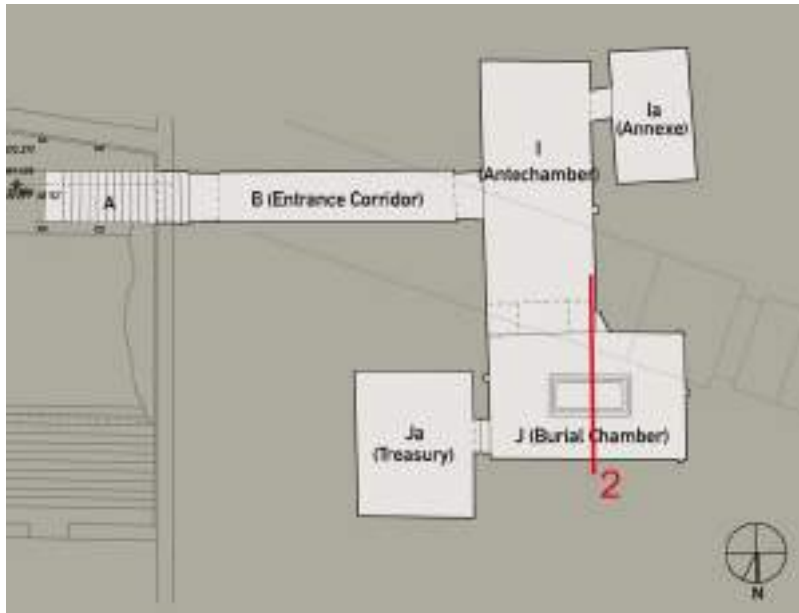 Ia
(Annexe)
I
(Antechamber)
A
B (Entrance Corridor)
Ja
(Treasury)
J (Burial Chamber)
2
N